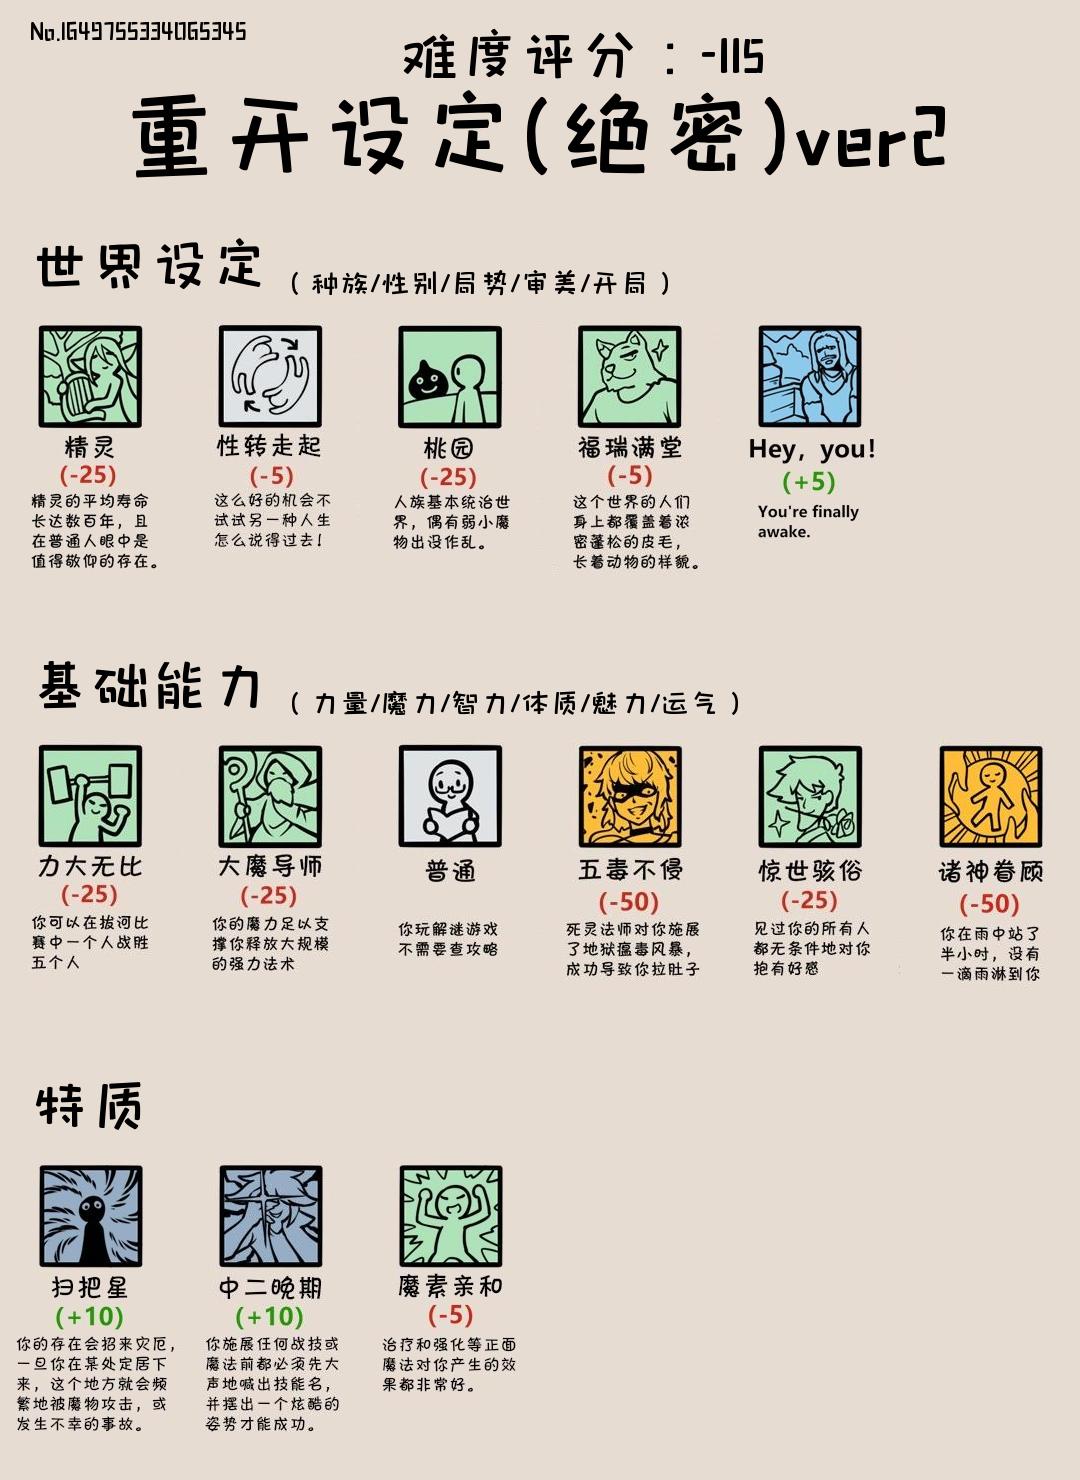 No.1649755334065345
难度评分：-115
重开设定(绝密)ver2
世界设定（种族/性别/局势/审美/开局）
精灵
(-25)
精灵的平均寿命
长达数百年，且
在普通人眼中是
值得敬仰的存在。
性转走起
(-5)
这么好的机会不
试试另一种人生
怎么说得过去！
桃园
(-25)
人族基本统治世
界，偶有弱小魔
物出没作乱。
福瑞满堂
(-5)
这个世界的人们
身上都覆盖着浓
密蓬松的皮毛，
长着动物的样貌。
Hey, you!
(+5)
You're finally
awake.
基础能力（力量/魔力/智力/体质/魅力/运气）
力大无比
(-25)
你可以在拔河比
赛中一个人战胜
五个人
大魔导师
(-25)
你的魔力足以支
撑你释放大规模
的强力法术
普通
你玩解谜游戏
不需要查攻略
五毒不侵
(-50)
死灵法师对你施展
了地狱瘟毒风暴，
成功导致你拉肚子
惊世骇俗
(-25)
见过你的所有人
都无条件地对你
抱有好感
诸神眷顾
(-50)
你在雨中站了
半小时，没有
一滴雨淋到你
特质
扫把星
(+10)
你的存在会招来灾厄，
一旦你在某处定居下
来，这个地方就会频
繁地被魔物攻击，或
发生不幸的事故。
中二晚期
(+10)
你施展任何战技或
魔法前都必须先大
声地喊出技能名，
并摆出一个炫酷的
姿势才能成功。
魔素亲和
(-5)
治疗和强化等正面
魔法对你产生的效
果都非常好。